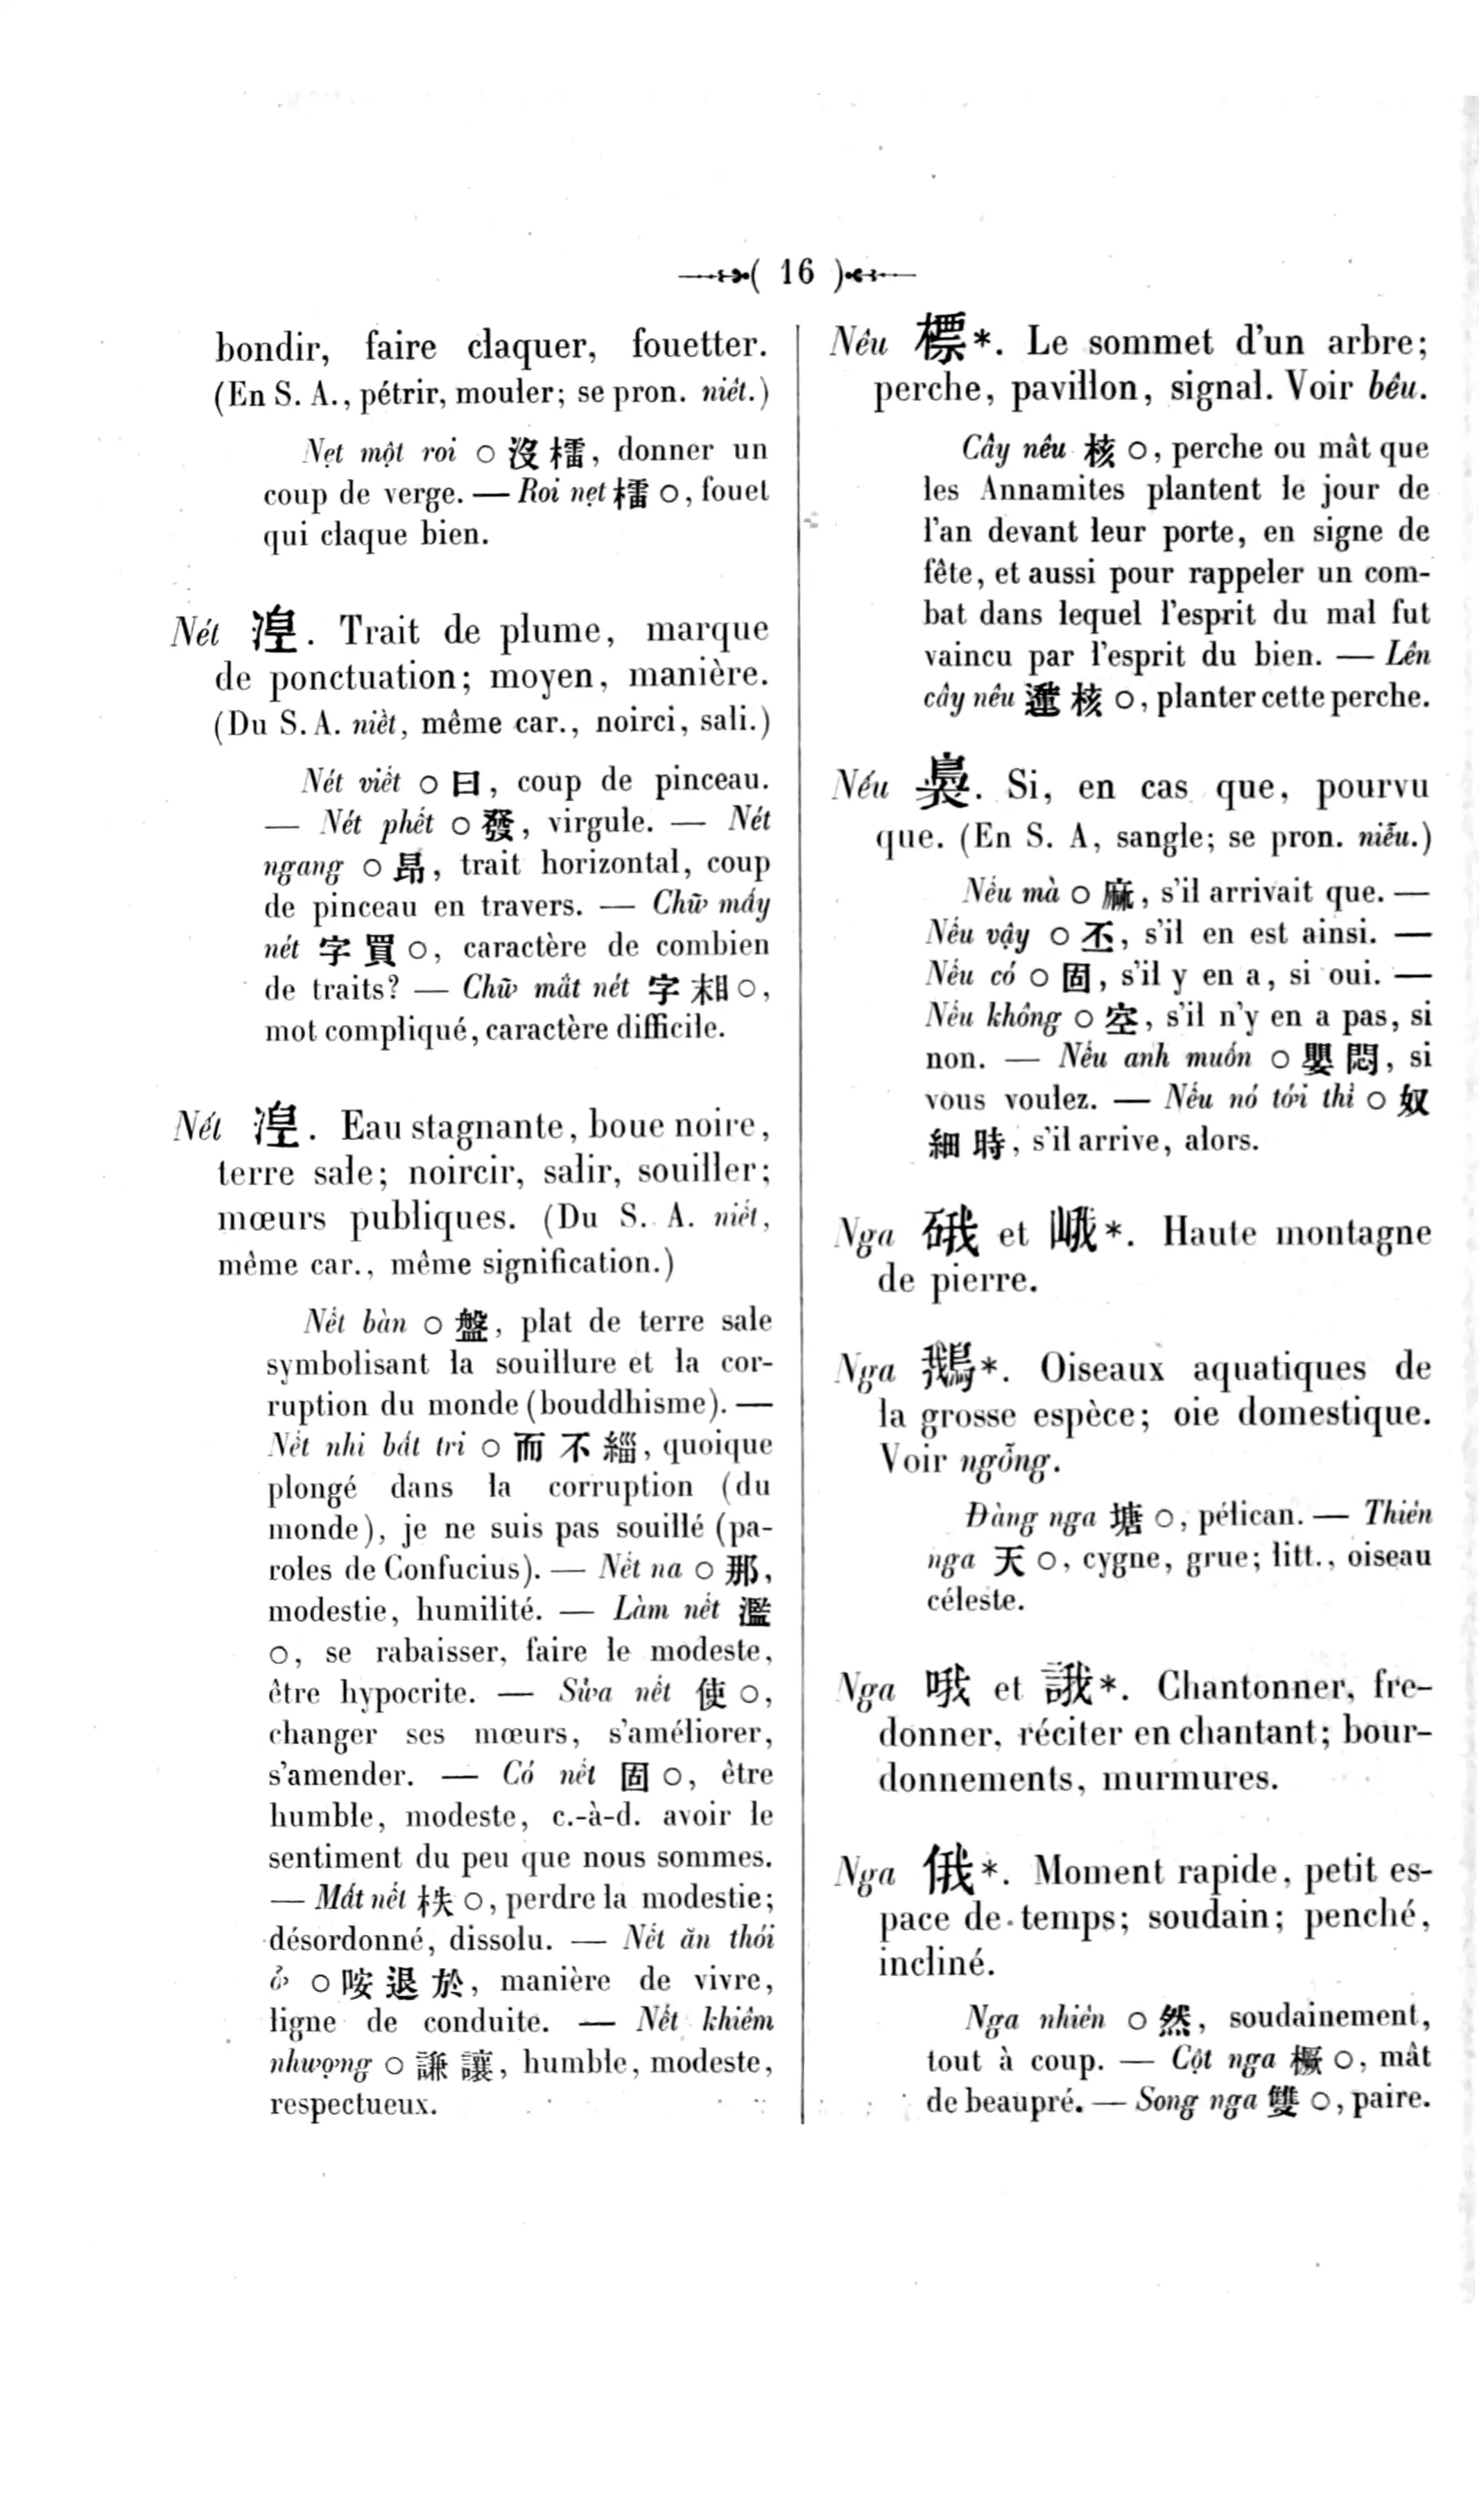 ( 16 )
bondir, faire claquer, fouetter.
(En S. A., pétrir, mouler; se pron. niêt.)
Nẹt một roi ○ 沒 檑, donner un
coup de verge. — Roi nẹt 檑 ○, fouet
qui claque bien.
Nét 湼. Trait de plume, marque
de ponctuation; moyen, manière.
(Du S. A. nièt, même car., noirci, sali.)
Nét viết ○ 曰, coup de pinceau.
— Nét phết ○ 發, virgule. — Nét
ngang ○ 昂, trait horizontal, coup
de pinceau en travers. — Chữ mấy
nét 字 買 ○, caractère de combien
de traits? — Chữ mắt nét 字 𥉰 ○,
mot compliqué, caractère difficile.
Nết 湼. Eau stagnante, boue noire,
terre sale; noircir, salir, souiller;
mœurs publiques. (Du S. A. niết,
même car., même signification.)
Nết bàn ○ 盤, plat de terre sale
symbolisant la souillure et la cor-
ruption du monde (bouddhisme). —
Nết nhi bất tri ○ 而 不 緇, quoique
plongé dans la corruption (du
monde), je ne suis pas souillé (pa-
roles de Confucius). — Nết na ○ 那,
modestie, humilité. — Làm nết 濫
○, se rabaisser, faire le modeste,
être hypocrite. — Sửa nết 使 ○,
changer ses mœurs, s'améliorer,
s'amender. — Có nết 固 ○, être
humble, modeste, c.-à-d. avoir le
sentiment du peu que nous sommes.
— Mất nết 𣖖 ○, perdre la modestie;
désordonné, dissolu. — Nết ăn thói
ở ○ 咹 退 於, manière de vivre,
ligne de conduite. — Nết khiêm
nhượng ○ 謙 讓, humble, modeste,
respectueux.
Nêu 標*. Le sommet d'un arbre;
perche, pavillon, signal. Voir bêu.
Cây nêu 核 ○, perche ou mât que
les Annamites plantent le jour de
l'an devant leur porte, en signe de
fête, et aussi pour rappeler un com-
bat dans lequel l'esprit du mal fut
vaincu par l'esprit du bien. — Lên
cây nêu 𨖲 核 ○, planter cette perche.
Nếu 裊. Si, en cas que, pourvu
que. (En S. A, sangle; se pron. niễu.)
Nếu mà ○ 麻, s'il arrivait que. —
Nếu vậy ○ 丕, s'il en est ainsi. —
Nếu có ○ 固, s'il y en a, si oui. —
Nếu không ○ 空, s'il n'y en a pas, si
non. — Nếu anh muốn ○ 嬰 悶, si
vous voulez. — Nếu nó tới thì ○ 奴
細 時, s'il arrive, alors.
Nga 硪 et 峨*. Haute montagne
de pierre.
Nga 鵝*. Oiseaux aquatiques de
la grosse espèce; oie domestique.
Voir ngỗng.
Đàng nga 塘 ○, pélican. — Thiên
nga 天 ○, cygne, grue; litt., oiseau
céleste.
Nga 哦 et 誐*. Chantonner, fre-
donner, réciter en chantant; bour-
donnements, murmures.
Nga 俄*. Moment rapide, petit es-
pace de temps; soudain; penché,
incliné.
Nga nhiên ○ 然, soudainement,
tout à coup. — Cột nga 橛 ○, mât
de beaupré. — Song nga 雙 ○, paire.